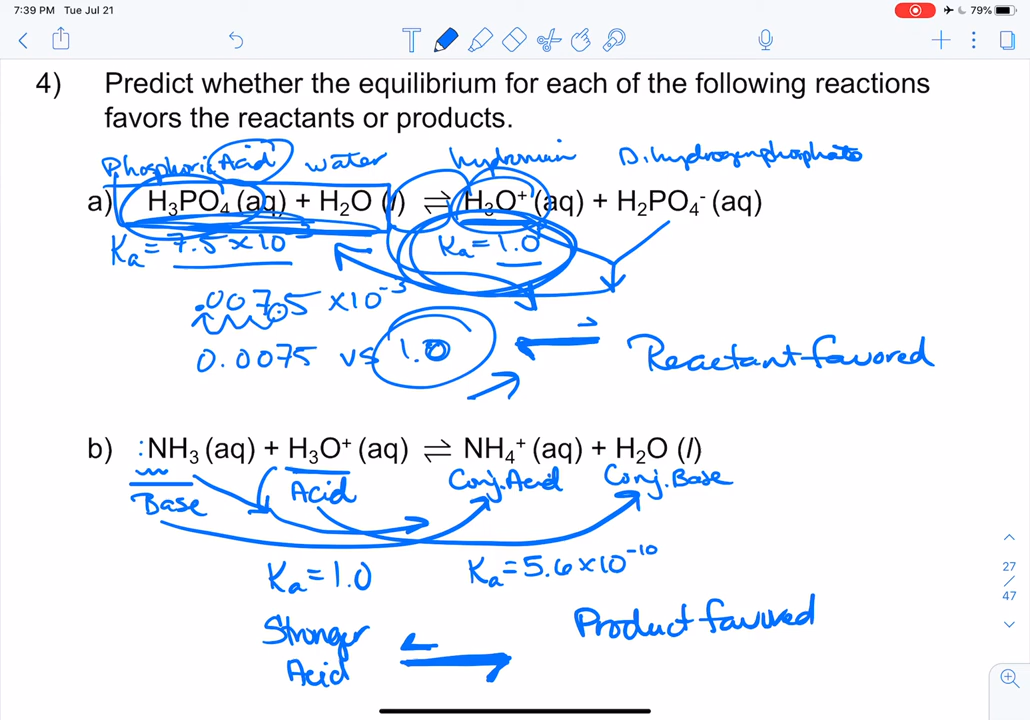 7:39 PM Tue Jul 21 79%
T
4) Predict whether the equilibrium for each of the following reactions
favors the reactants or products.
Phosphoric Acid water hydronium Dihydrogenphosphate
a) H₃PO₄ (aq) + H₂O (l) ⇌ H₃O⁺ (aq) + H₂PO₄⁻ (aq)
Ka = 7.5×10⁻³ Ka = 1.0
.007.5 ×10⁻³
0.0075 vs 1.0 Reactant favored
b) :NH₃ (aq) + H₃O⁺ (aq) ⇌ NH₄⁺ (aq) + H₂O (l)
Base Acid Conj. Acid Conj. Base
Ka = 1.0 Ka = 5.6×10⁻¹⁰
Stronger Product favored
Acid
27
/
47